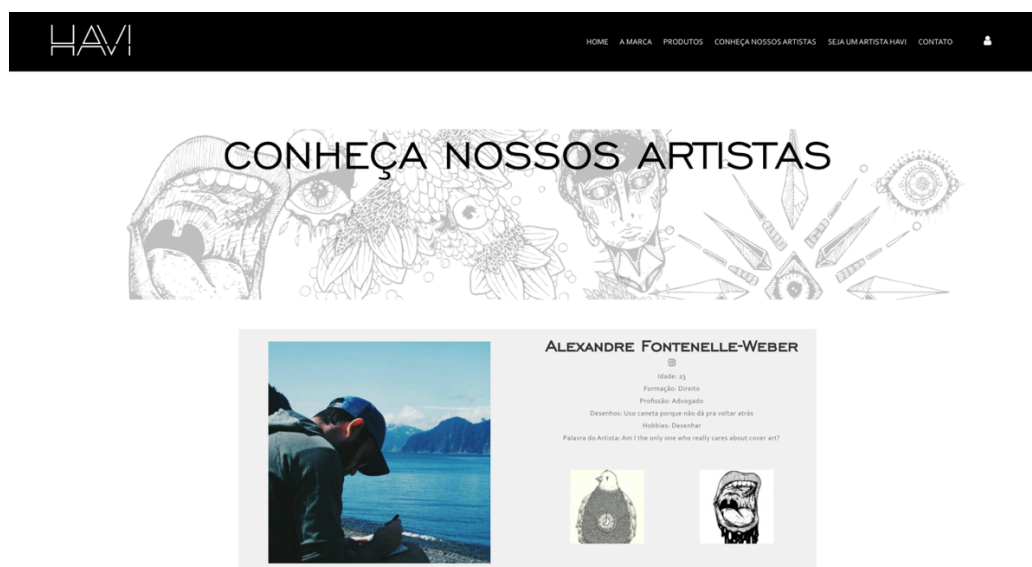 HAVI
HOME A MARCA PRODUTOS CONHEÇA NOSSOS ARTISTAS SEJA UM ARTISTA HAVI CONTATO
CONHEÇA NOSSOS ARTISTAS
Alexandre Fontenelle-Weber
Idade: 23
Formação: Direito
Profissão: Advogado
Desenhos: Uso caneta porque não dá pra voltar atrás
Hobbies: Desenhar
Palavra do Artista: Am I the only one who really cares about cover art?